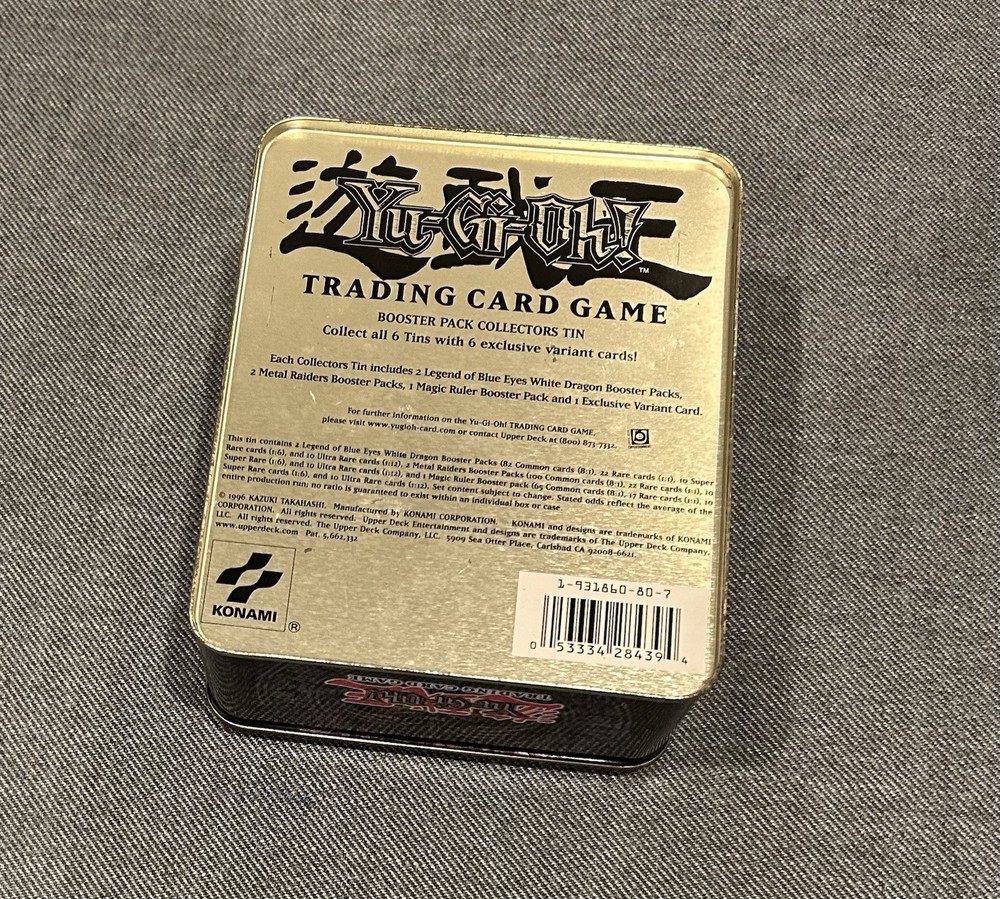 遊戯王
Yu-Gi-Oh!™
TRADING CARD GAME
BOOSTER PACK COLLECTORS TIN
Collect all 6 Tins with 6 exclusive variant cards!
Each Collectors Tin includes 2 Legend of Blue Eyes White Dragon Booster Packs,
2 Metal Raiders Booster Packs, 1 Magic Ruler Booster Pack and 1 Exclusive Variant Card.
For further information on the Yu-Gi-Oh! TRADING CARD GAME,
please visit www.yugioh-card.com or contact Upper Deck at (800) 873-7332.
This tin contains 2 Legend of Blue Eyes White Dragon Booster Packs (82 Common cards (8:1), 22 Rare cards (1:1), 10 Super
Rare cards (1:6), and 10 Ultra Rare cards (1:12), 2 Metal Raiders Booster Packs (100 Common cards (8:1), 22 Rare cards (1:1), 10
Super Rare (1:6), and 10 Ultra Rare cards (1:12), and 1 Magic Ruler Booster pack (65 Common cards (8:1), 17 Rare cards (1:1), 10
Super Rare cards (1:6), and 10 Ultra Rare cards (1:12). Set content subject to change. Stated odds reflect the average of the
entire production run; no ratio is guaranteed to exist within an individual box or case
© 1996 KAZUKI TAKAHASHI. Manufactured by KONAMI CORPORATION. KONAMI and designs are trademarks of KONAMI
CORPORATION. All rights reserved. Upper Deck Entertainment and designs are trademarks of The Upper Deck Company,
LLC. All rights reserved. The Upper Deck Company, LLC. 5909 Sea Otter Place, Carlsbad CA 92008-6621.
www.upperdeck.com Pat. 5,662,332
KONAMI
®
1-931860-80-7
0 53334 28439 4
Yu-Gi-Oh!
TRADING CARD GAME